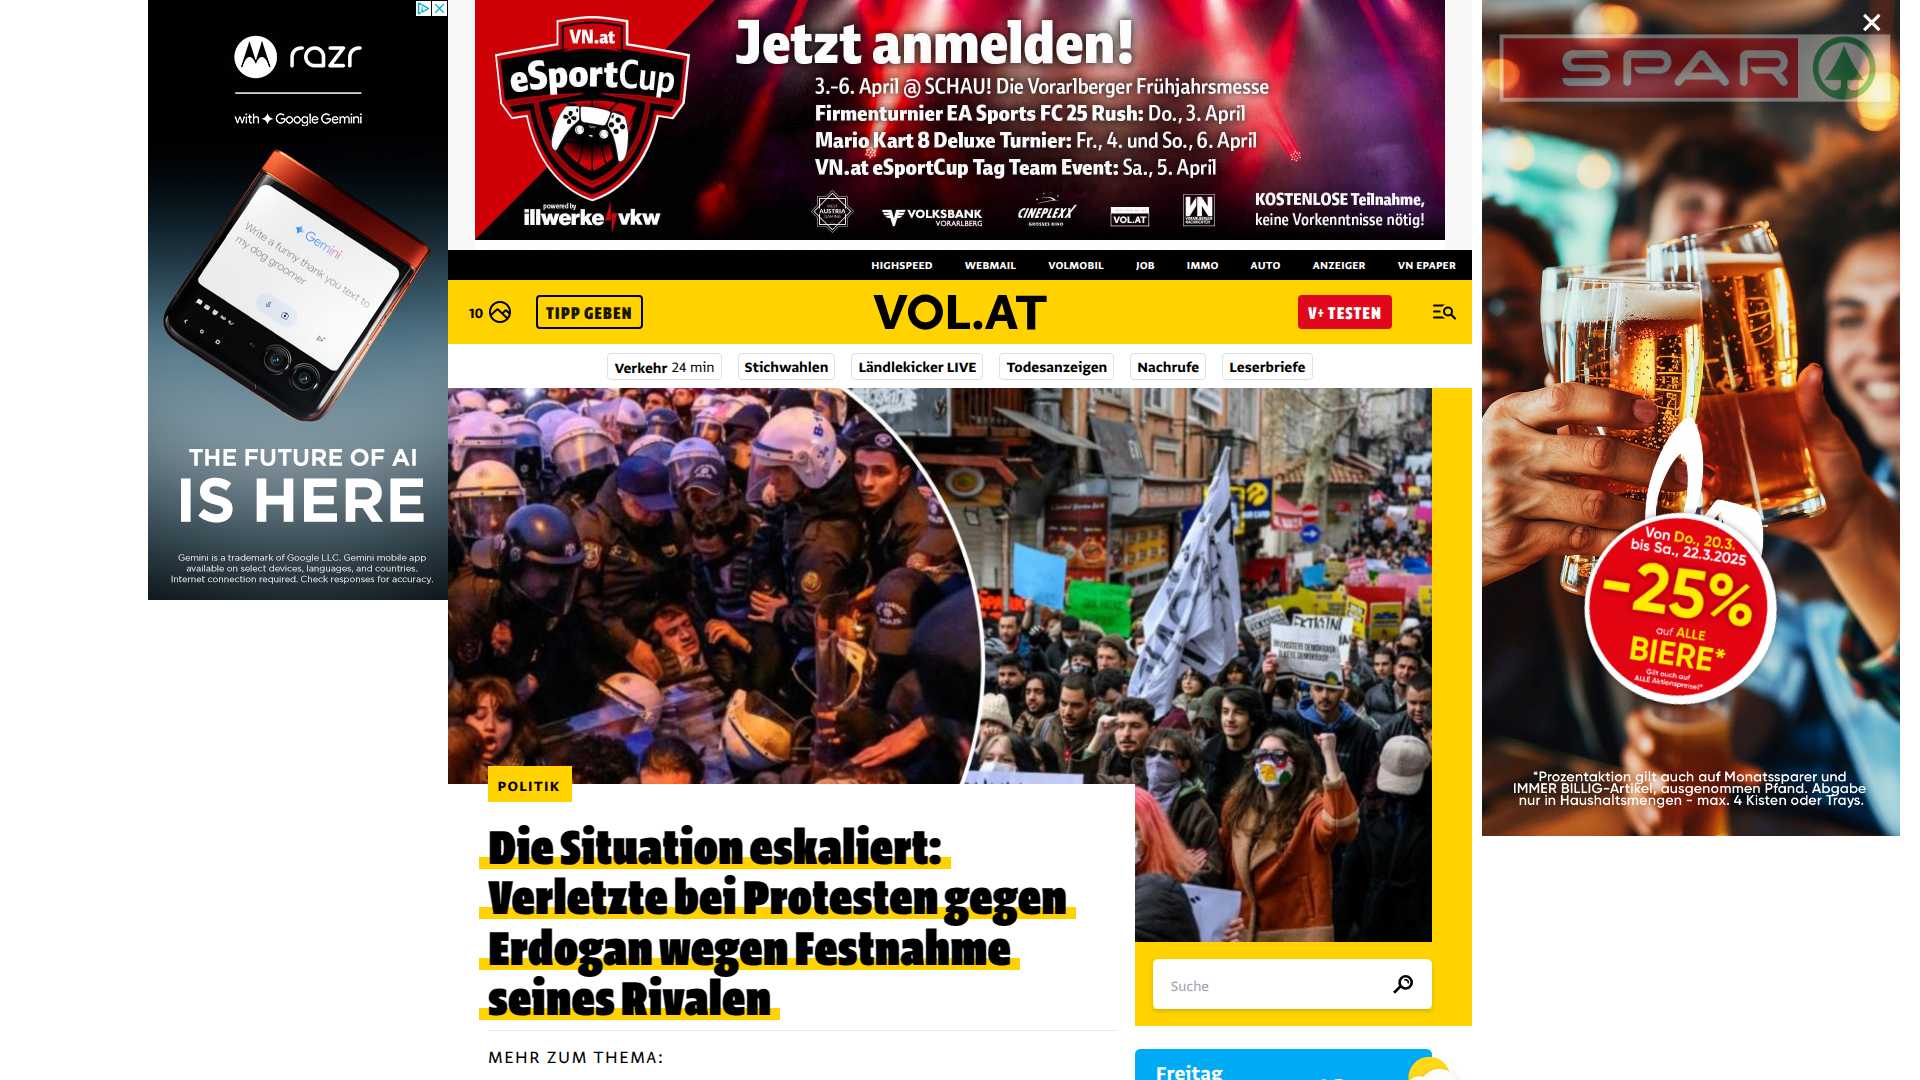 razr
with Google Gemini
Gemini
Write a funny thank you text to
my dog groomer
THE FUTURE OF AI
IS HERE
Gemini is a trademark of Google LLC. Gemini mobile app
available on select devices, languages, and countries.
Internet connection required. Check responses for accuracy.
VN.at
eSportCup
powered by
illwerke vkw
Jetzt anmelden!
3.-6. April @ SCHAU! Die Vorarlberger Frühjahrsmesse
Firmenturnier EA Sports FC 25 Rush: Do., 3. April
Mario Kart 8 Deluxe Turnier: Fr., 4. und So., 6. April
VN.at eSportCup Tag Team Event: Sa., 5. April
AUSTRIA
VOLKSBANK
VORARLBERG
CINEPLEXX
GROSSES KINO
VOL.AT
VN
KOSTENLOSE Teilnahme,
keine Vorkenntnisse nötig!
HIGHSPEED
WEBMAIL
VOLMOBIL
JOB
IMMO
AUTO
ANZEIGER
VN EPAPER
10
TIPP GEBEN
VOL.AT
V+ TESTEN
Verkehr 24 min
Stichwahlen
Ländlekicker LIVE
Todesanzeigen
Nachrufe
Leserbriefe
POLITIK
Die Situation eskaliert:
Verletzte bei Protesten gegen
Erdogan wegen Festnahme
seines Rivalen
MEHR ZUM THEMA:
Suche
Freitag
SPAR
Von Do., 20.3.
bis Sa., 22.3.2025
-25%
auf ALLE
BIERE*
Gilt auch auf
ALLE Aktionspreise!*
*Prozentaktion gilt auch auf Monatssparer und
IMMER BILLIG-Artikel, ausgenommen Pfand. Abgabe
nur in Haushaltsmengen - max. 4 Kisten oder Trays.